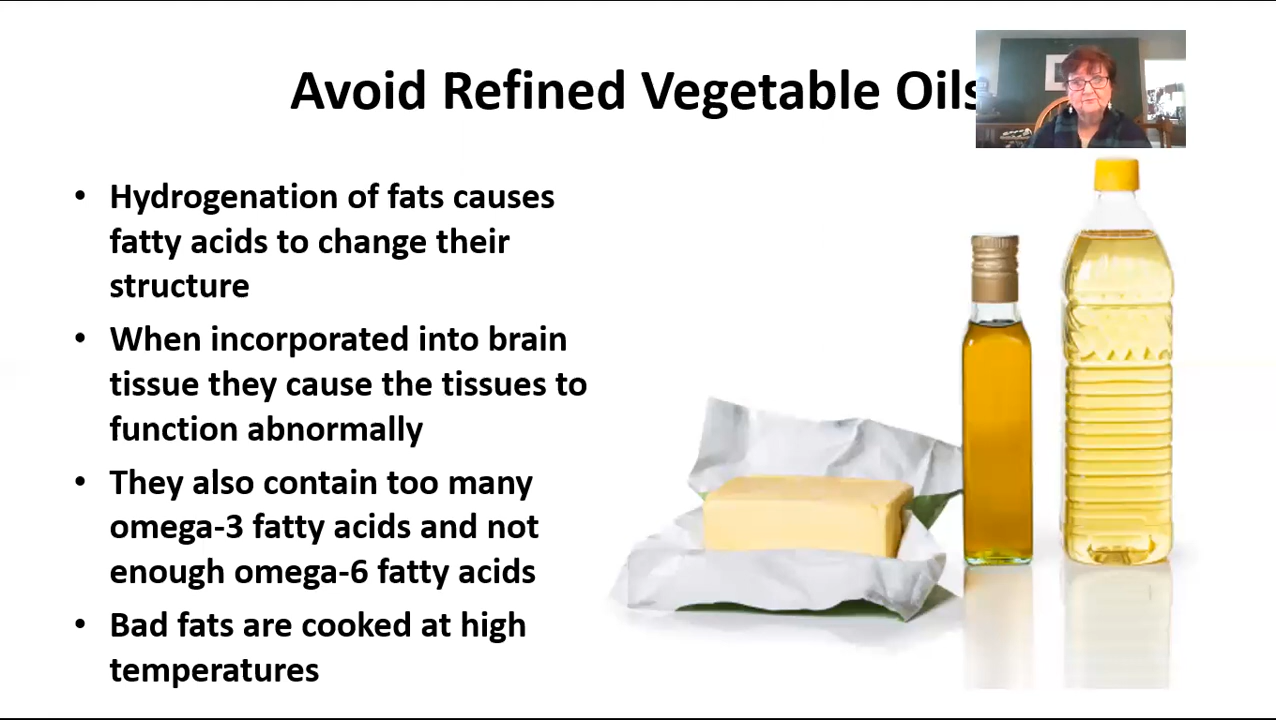 Avoid Refined Vegetable Oils
• Hydrogenation of fats causes
fatty acids to change their
structure
• When incorporated into brain
tissue they cause the tissues to
function abnormally
• They also contain too many
omega-3 fatty acids and not
enough omega-6 fatty acids
• Bad fats are cooked at high
temperatures